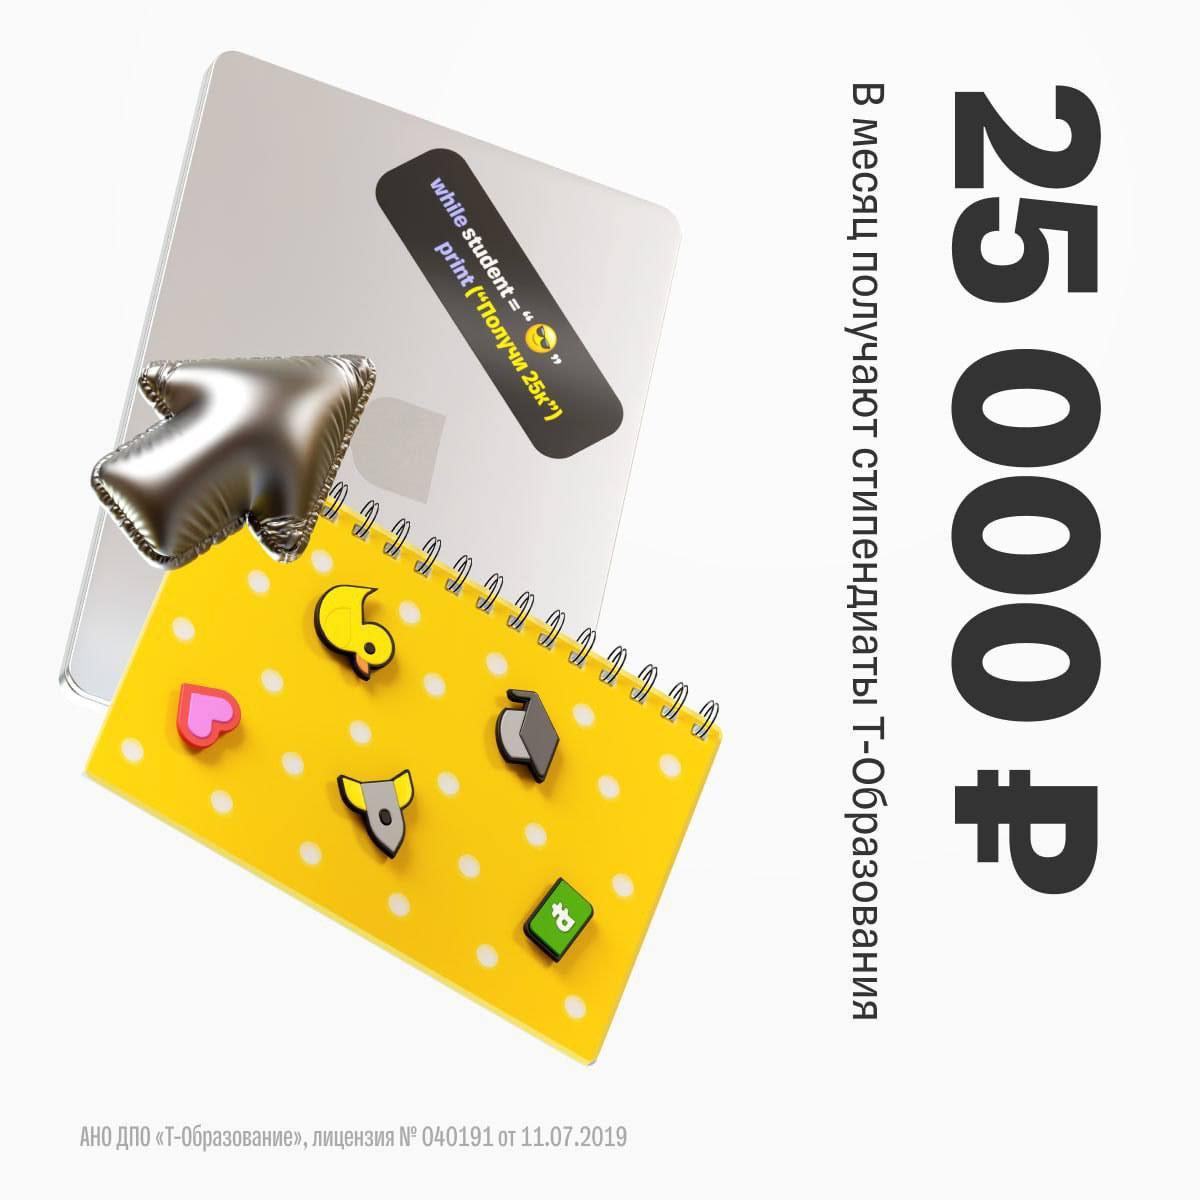 25 000 ₽
В месяц получают стипендиаты Т-Образования
while student = “😎”
print (“Получи 25к”)
₽
АНО ДПО «Т-Образование», лицензия № 040191 от 11.07.2019